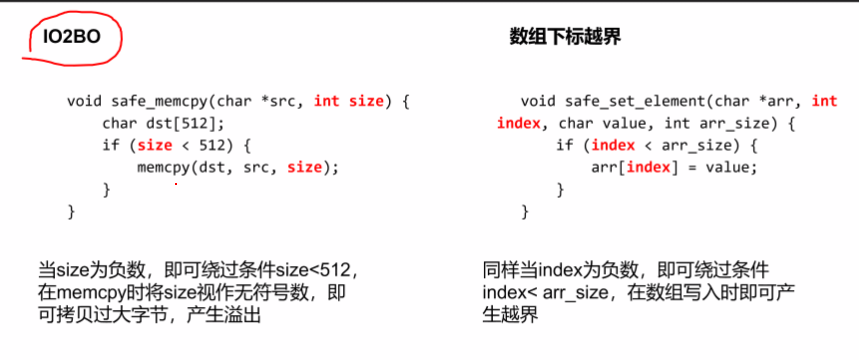 IO2BO
void safe_memcpy(char *src, int size) {
char dst[512];
if (size < 512) {
memcpy(dst, src, size);
}
}
当size为负数，即可绕过条件size<512，
在memcpy时将size视作无符号数，即
可拷贝过大字节，产生溢出
数组下标越界
void safe_set_element(char *arr, int
index, char value, int arr_size) {
if (index < arr_size) {
arr[index] = value;
}
}
同样当index为负数，即可绕过条件
index< arr_size，在数组写入时即可产
生越界